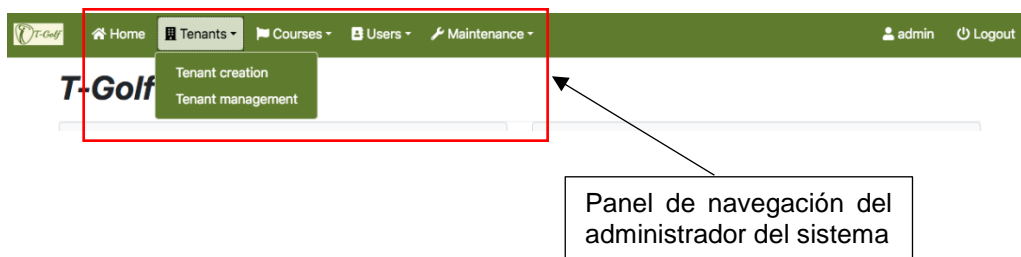 T-Golf Home Tenants Courses Users Maintenance admin Logout
Tenant creation
Tenant management
T-Golf
Panel de navegación del
administrador del sistema